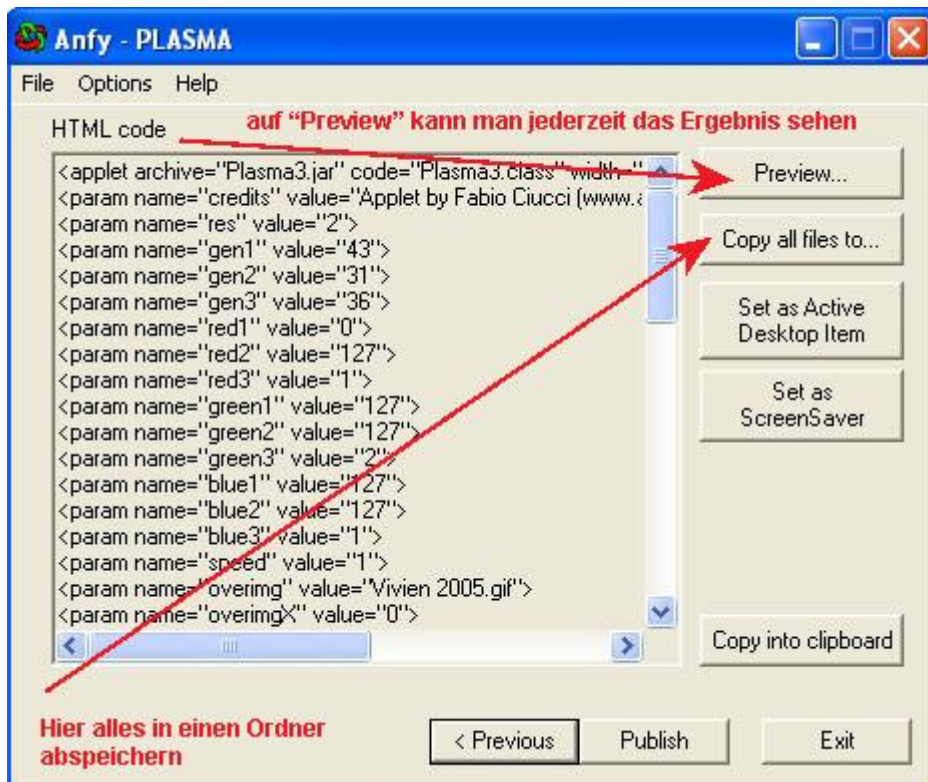 Anfy - PLASMA
File Options Help
auf "Preview" kann man jederzeit das Ergebnis sehen
HTML code
<applet archive="Plasma3.jar" code="Plasma3.class" width="
<param name="credits" value="Applet by Fabio Ciucci (www.a
<param name="res" value="2">
<param name="gen1" value="43">
<param name="gen2" value="31">
<param name="gen3" value="36">
<param name="red1" value="0">
<param name="red2" value="127">
<param name="red3" value="1">
<param name="green1" value="127">
<param name="green2" value="127">
<param name="green3" value="2">
<param name="blue1" value="127">
<param name="blue2" value="127">
<param name="blue3" value="1">
<param name="speed" value="1">
<param name="overimg" value="Vivien 2005.gif">
<param name="overimgX" value="0">
Preview...
Copy all files to...
Set as Active
Desktop Item
Set as
ScreenSaver
Copy into clipboard
Hier alles in einen Ordner
abspeichern
< Previous
Publish
Exit